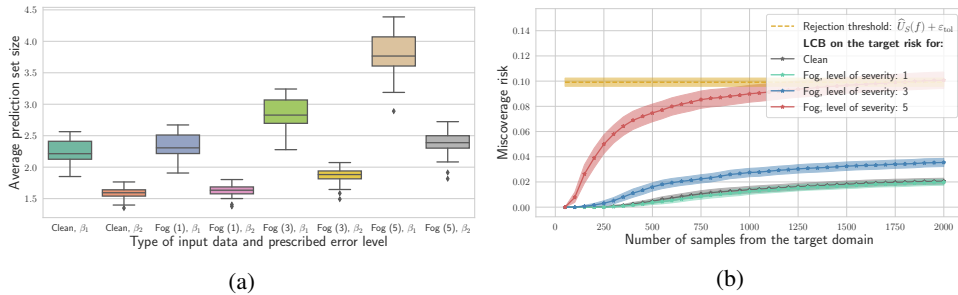 4.5
4.0
3.5
3.0
2.5
2.0
1.5
Average prediction set size
Clean, β₁ Clean, β₂ Fog (1), β₁ Fog (1), β₂ Fog (3), β₁ Fog (3), β₂ Fog (5), β₁ Fog (5), β₂
Type of input data and prescribed error level
(a)
0.14
0.12
0.10
0.08
0.06
0.04
0.02
0.00
Miscoverage risk
Rejection threshold: Û_S(f) + ε_tol
LCB on the target risk for:
Clean
Fog, level of severity: 1
Fog, level of severity: 3
Fog, level of severity: 5
0 250 500 750 1000 1250 1500 1750 2000
Number of samples from the target domain
(b)